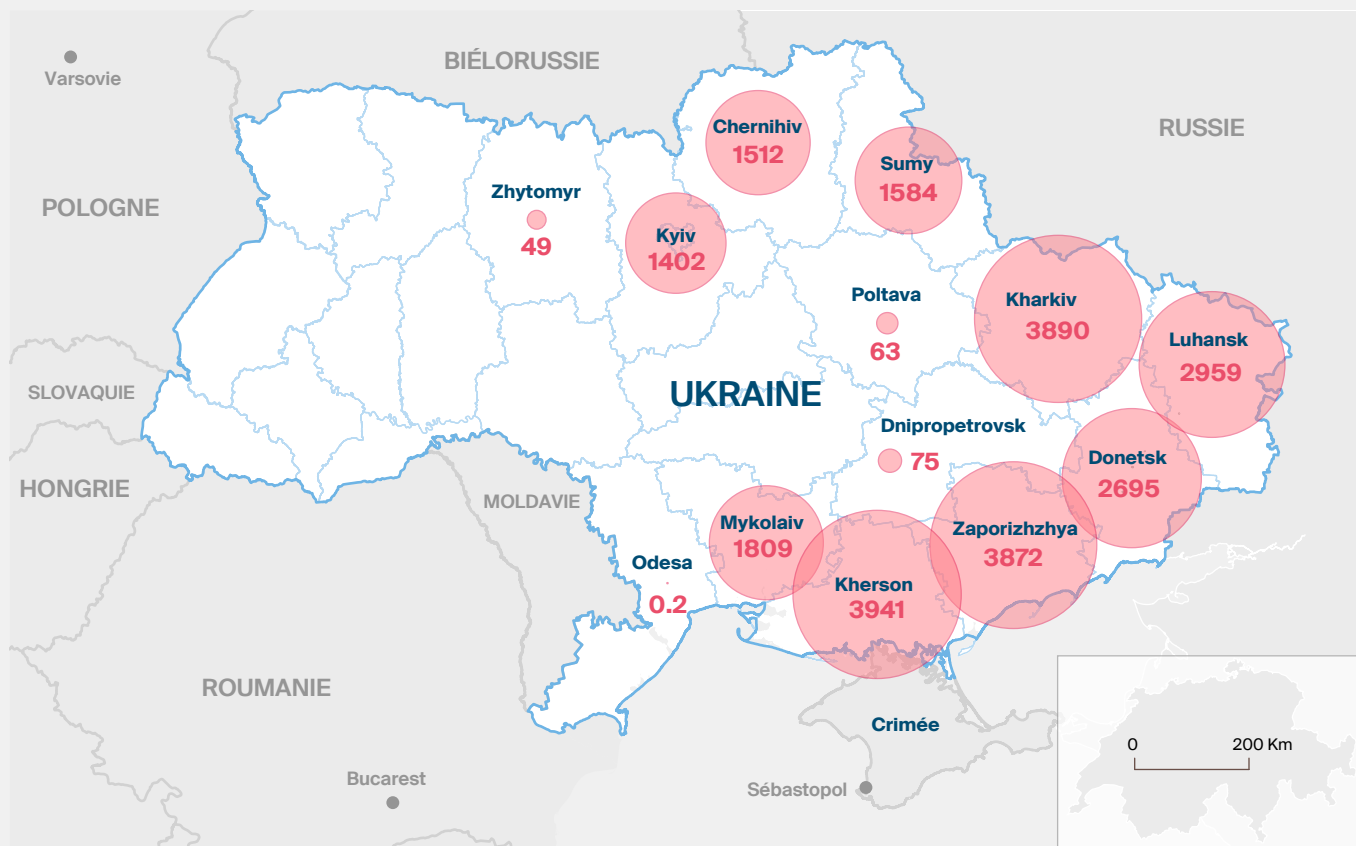 BIÉLORUSSIE
Varsovie
Chernihiv
1512
RUSSIE
Sumy
1584
Zhytomyr
49
POLOGNE
Kyiv
1402
Poltava
63
Kharkiv
3890
Luhansk
2959
SLOVAQUIE
UKRAINE
Dnipropetrovsk
75
Donetsk
2695
HONGRIE
MOLDAVIE
Mykolaiv
1809
Zaporizhzhya
3872
Odesa
0.2
Kherson
3941
ROUMANIE
Crimée
0 200 Km
Bucarest
Sébastopol